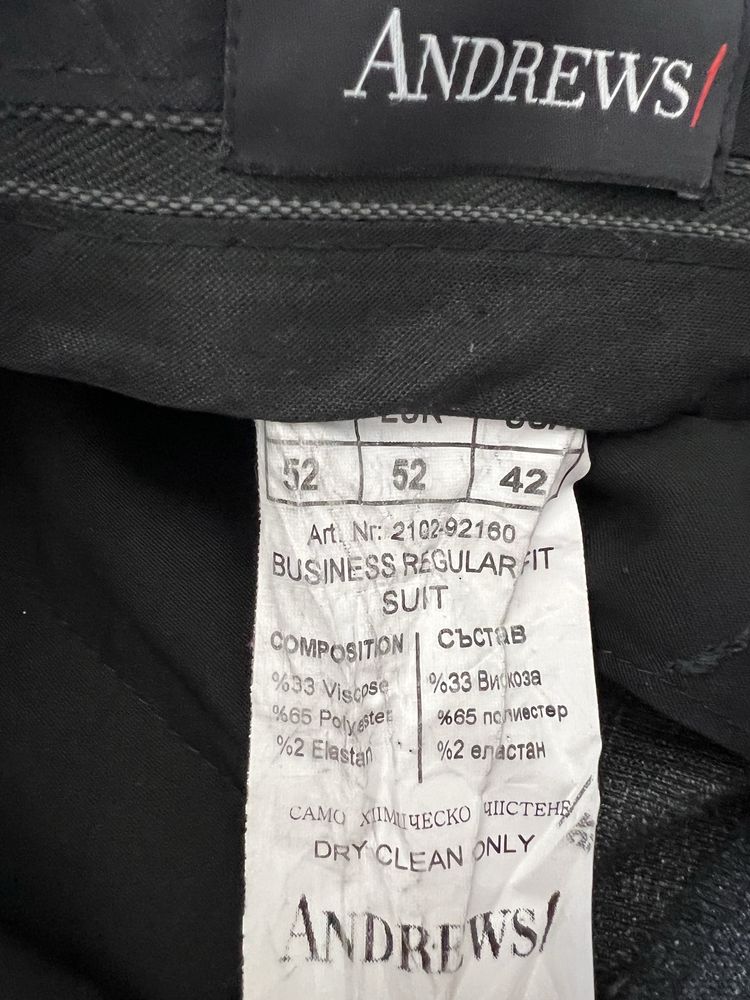 ANDREWS/
52 52 42
Art. Nr: 2102-92160
BUSINESS REGULAR FIT
SUIT
COMPOSITION | Състав
%33 Viscose %33 Вискоза
%65 Polyester %65 полиестер
%2 Elastan %2 еластан
САМО ХИМИЧЕСКО ЧИСТЕНЕ
DRY CLEAN ONLY
ANDREWS/